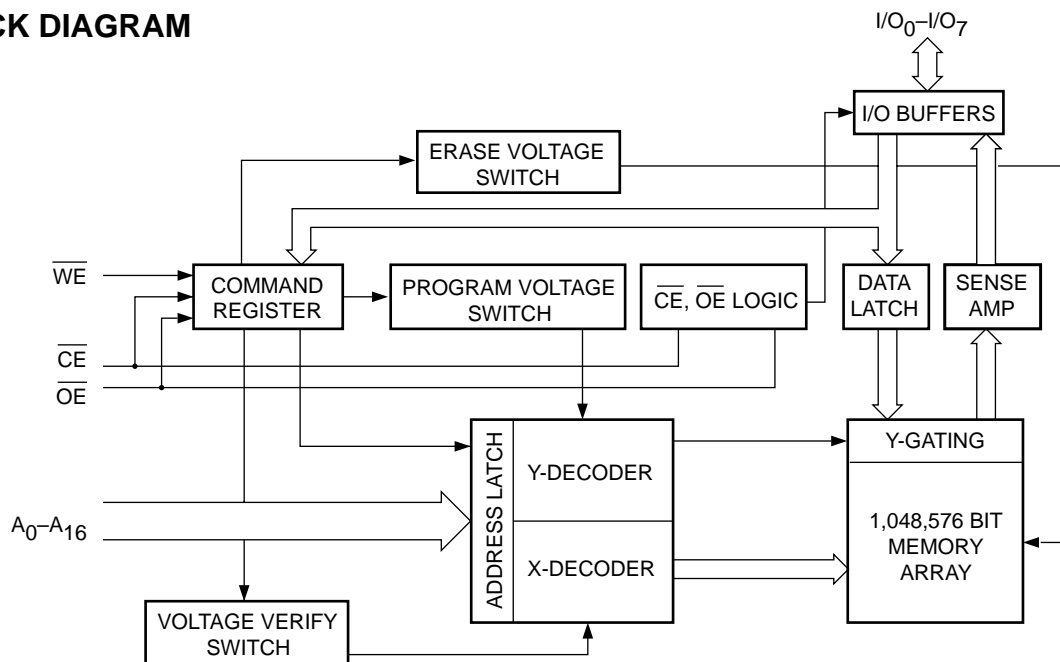 CK DIAGRAM
I/O0–I/O7
I/O BUFFERS
ERASE VOLTAGE
SWITCH
WE
COMMAND
REGISTER
PROGRAM VOLTAGE
SWITCH
CE, OE LOGIC
DATA
LATCH
SENSE
AMP
CE
OE
ADDRESS LATCH
Y-DECODER
Y-GATING
A0–A16
X-DECODER
1,048,576 BIT
MEMORY
ARRAY
VOLTAGE VERIFY
SWITCH